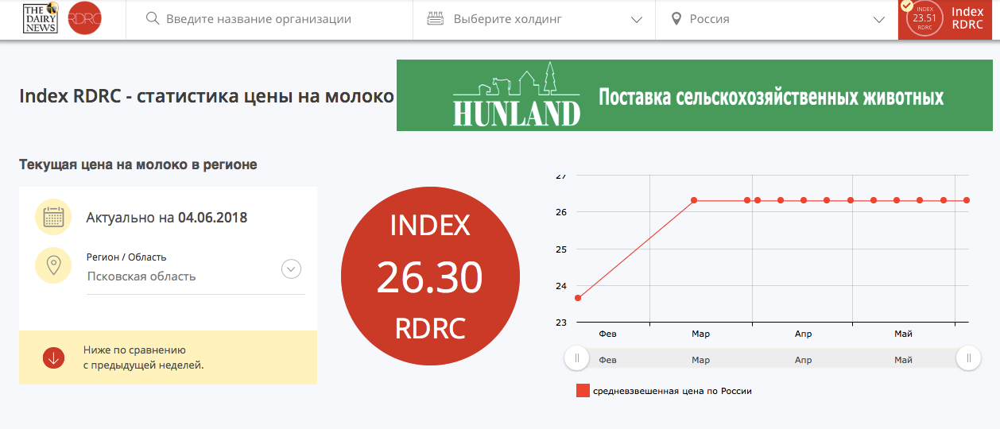 THE
DAIRY
NEWS
RDRC
Введите название организации
Выберите холдинг
Россия
INDEX
23.51
RDRC
Index
RDRC
Index RDRC - статистика цены на молоко
HUNLAND
Поставка сельскохозяйственных животных
Текущая цена на молоко в регионе
Актуально на 04.06.2018
Регион / Область
Псковская область
Ниже по сравнению
с предыдущей неделей.
INDEX
26.30
RDRC
27
26
25
24
23
Фев Мар Апр Май
Фев Мар Апр Май
средневзвешенная цена по России